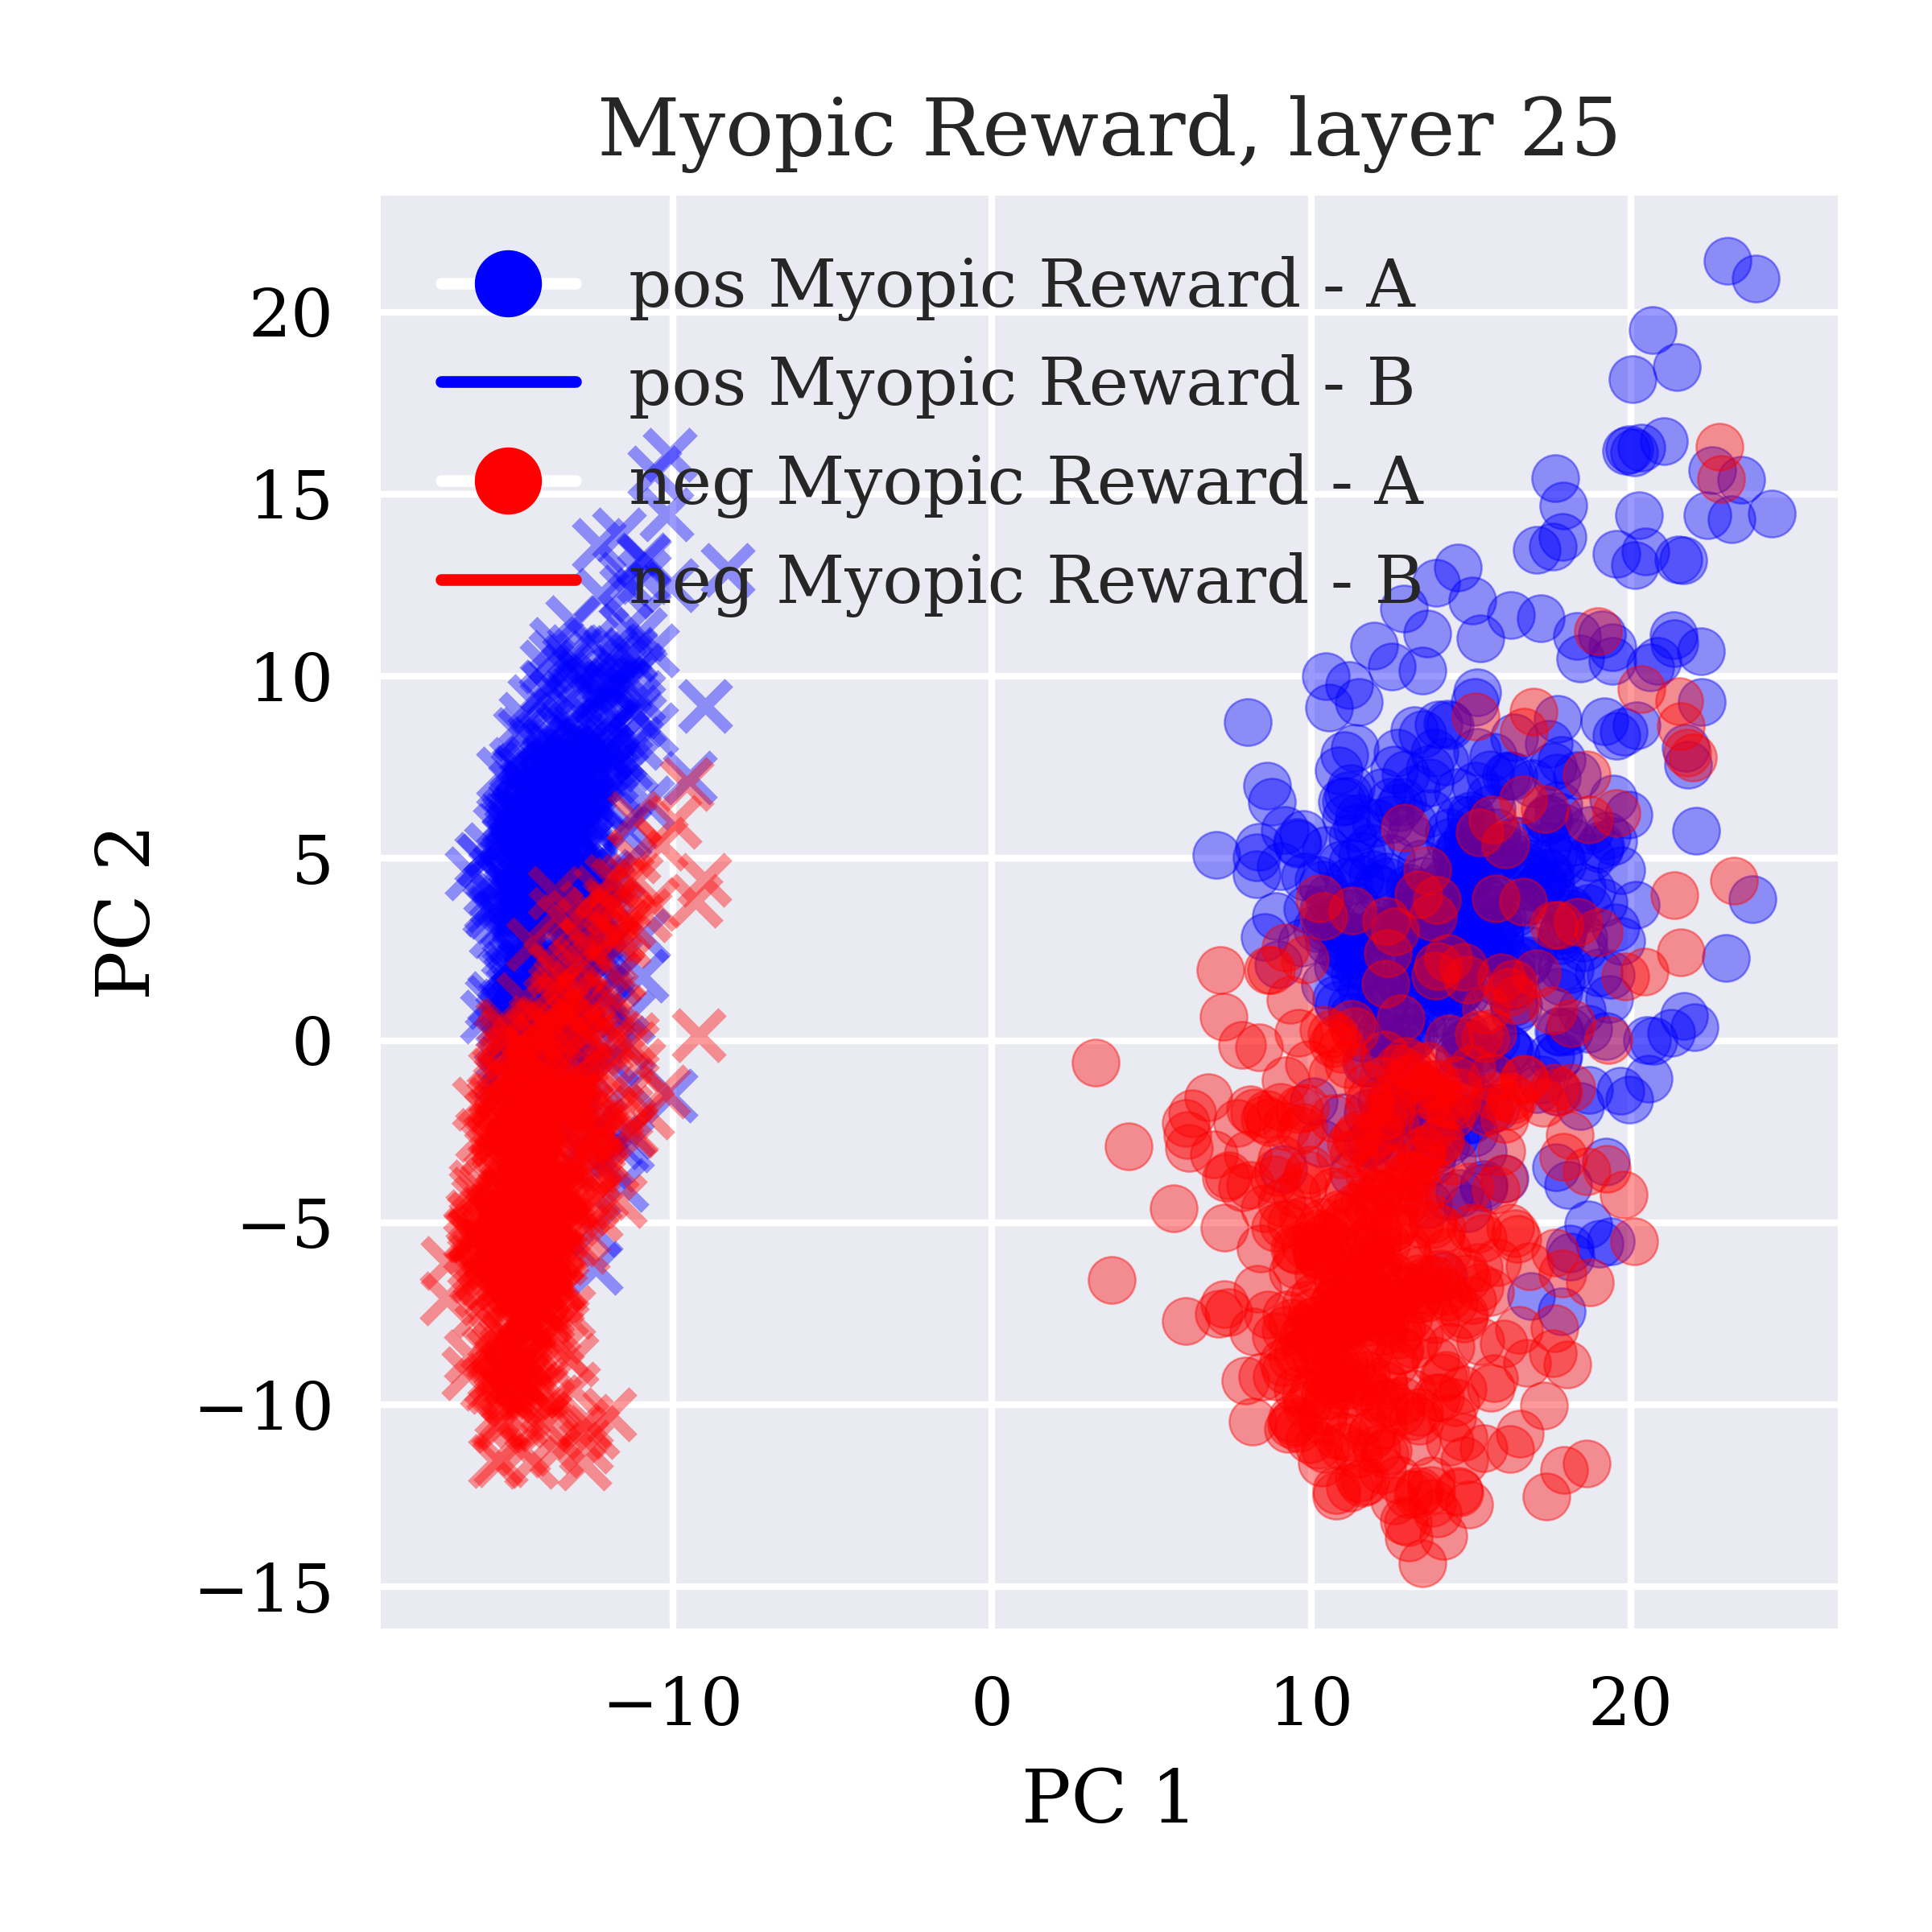 Myopic Reward, layer 25
pos Myopic Reward - A
pos Myopic Reward - B
neg Myopic Reward - A
neg Myopic Reward - B
20
15
10
5
0
−5
−10
−15
PC 2
−10 0 10 20
PC 1